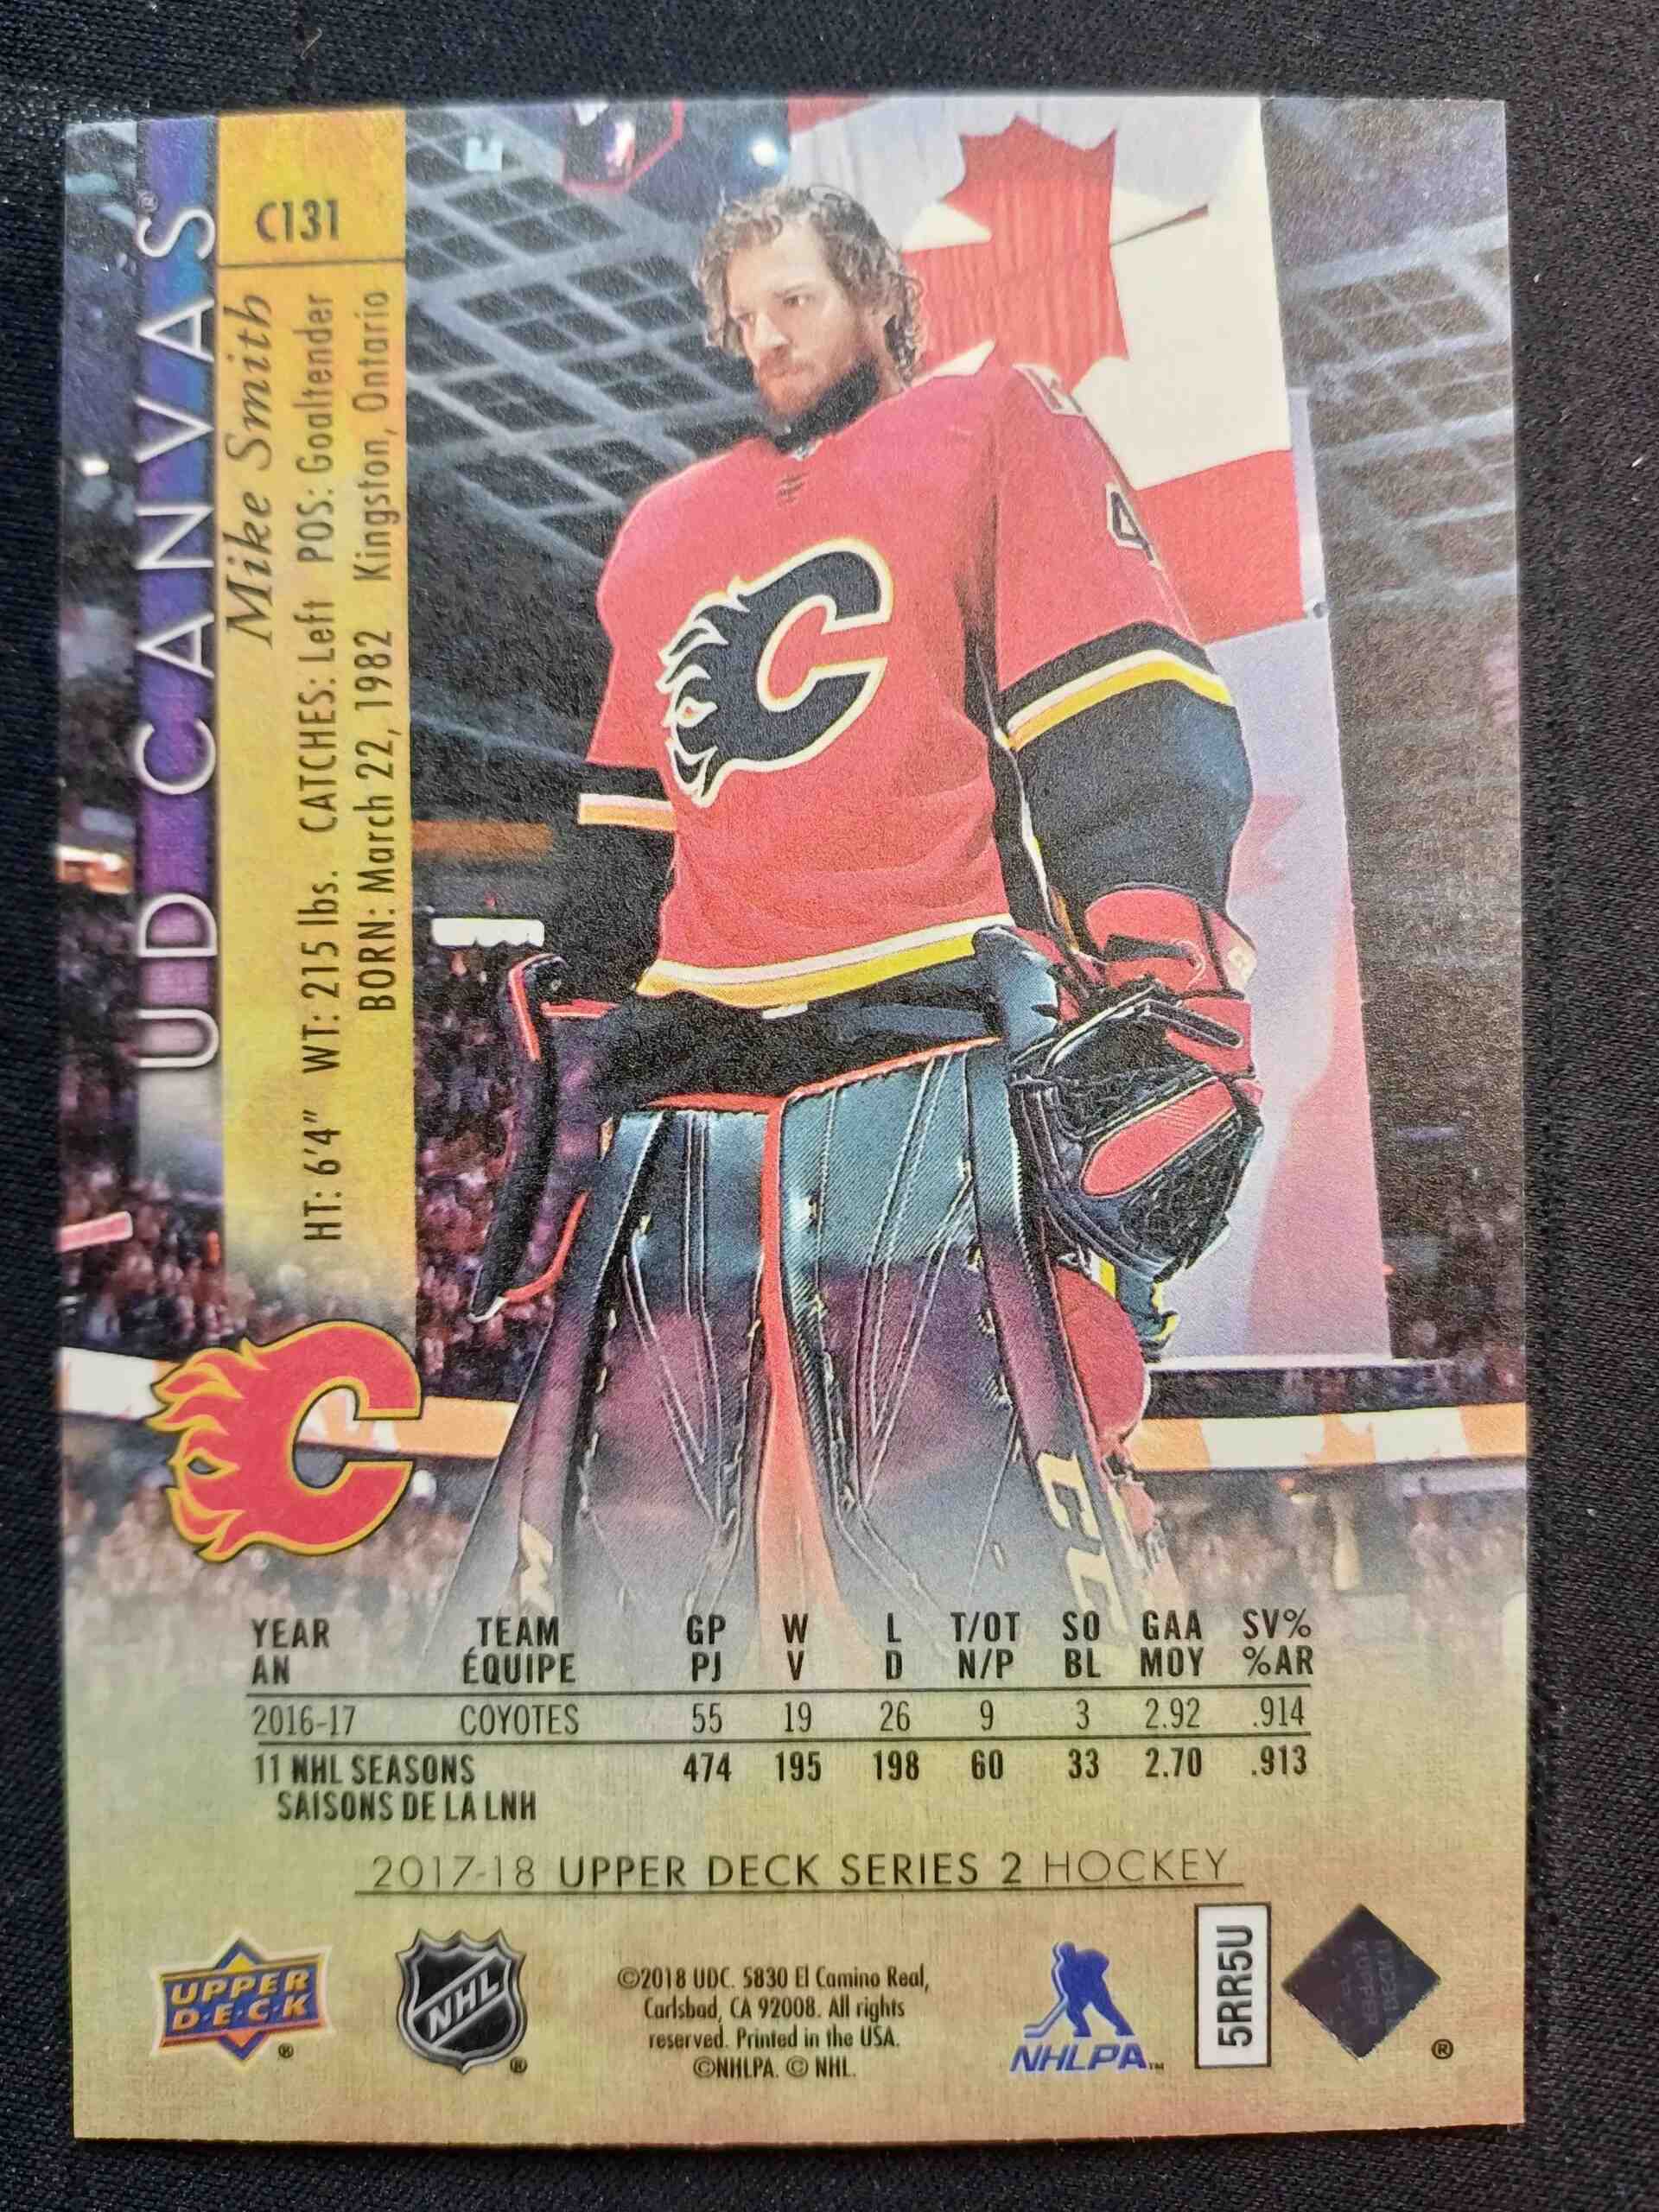 UD CANVAS®
C131
Mike Smith
HT: 6'4" WT: 215 lbs. CATCHES: Left POS: Goaltender
BORN: March 22, 1982 Kingston, Ontario
4
C
C
CCM
YEAR TEAM GP W L T/OT SO GAA SV%
AN ÉQUIPE PJ V D N/P BL MOY %AR
2016-17 COYOTES 55 19 26 9 3 2.92 .914
11 NHL SEASONS 474 195 198 60 33 2.70 .913
SAISONS DE LA LNH
2017-18 UPPER DECK SERIES 2 HOCKEY
UPPER
D·E·C·K
®
NHL
®
©2018 UDC. 5830 El Camino Real,
Carlsbad, CA 92008. All rights
reserved. Printed in the USA.
©NHLPA. © NHL.
NHLPA™
5RR5U
UPPER
DECK
®